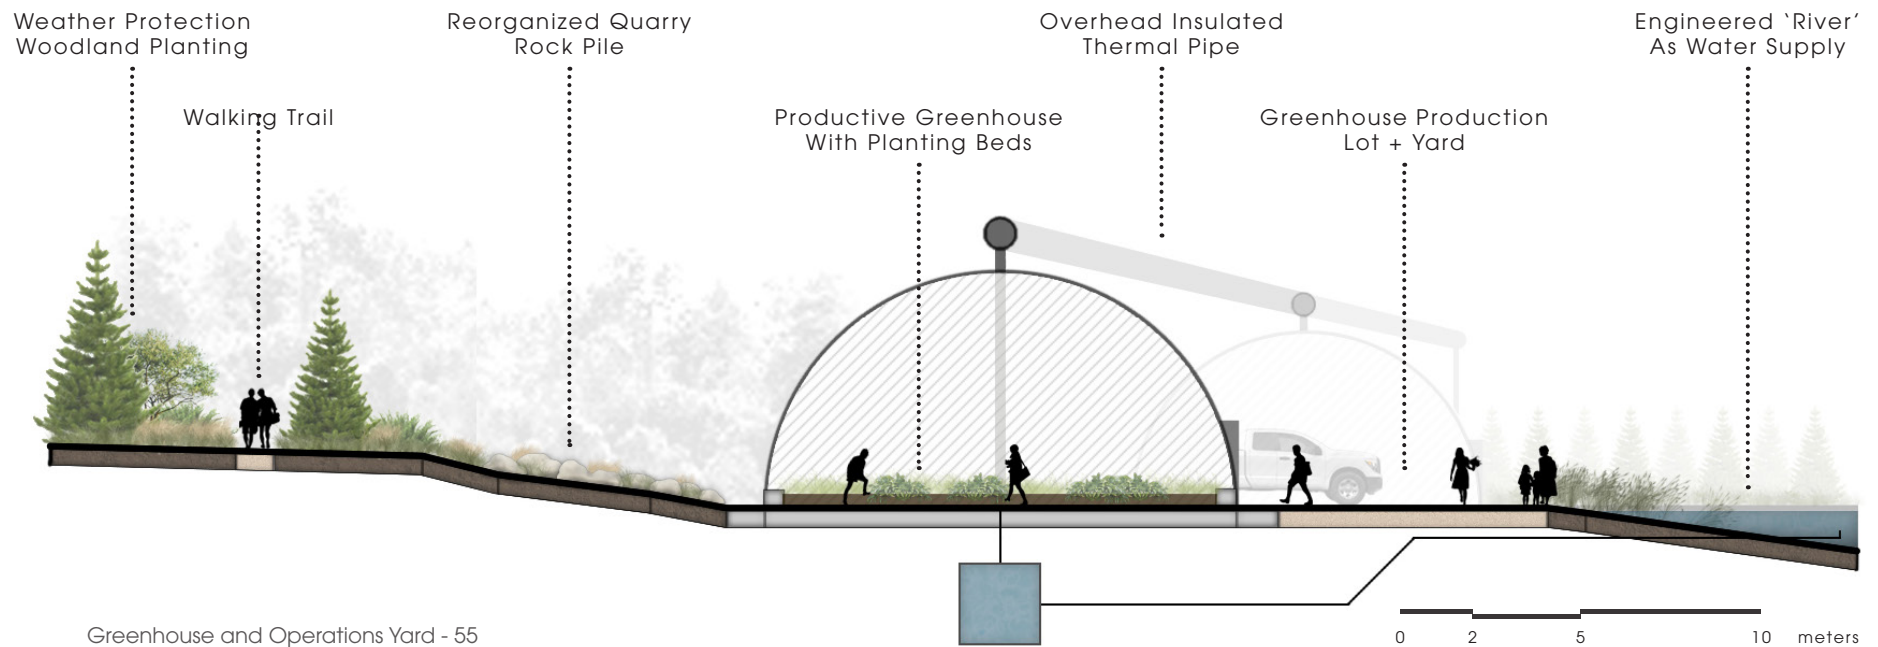 Weather Protection
Woodland Planting
Reorganized Quarry
Rock Pile
Overhead Insulated
Thermal Pipe
Engineered ‘River’
As Water Supply
Walking Trail
Productive Greenhouse
With Planting Beds
Greenhouse Production
Lot + Yard
Greenhouse and Operations Yard - 55
0 2 5 10 meters